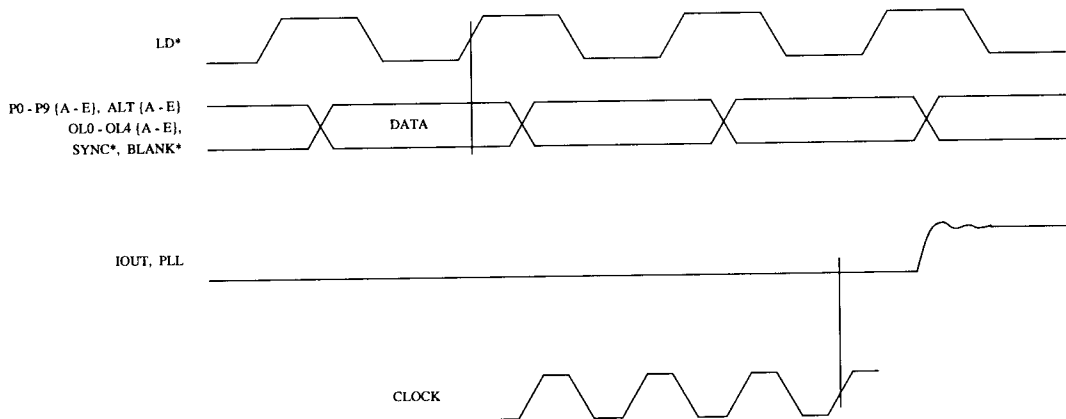 LD*
P0 - P9 {A - E}, ALT {A - E}
OL0 - OL4 {A - E},
SYNC*, BLANK*
DATA
IOUT, PLL
CLOCK